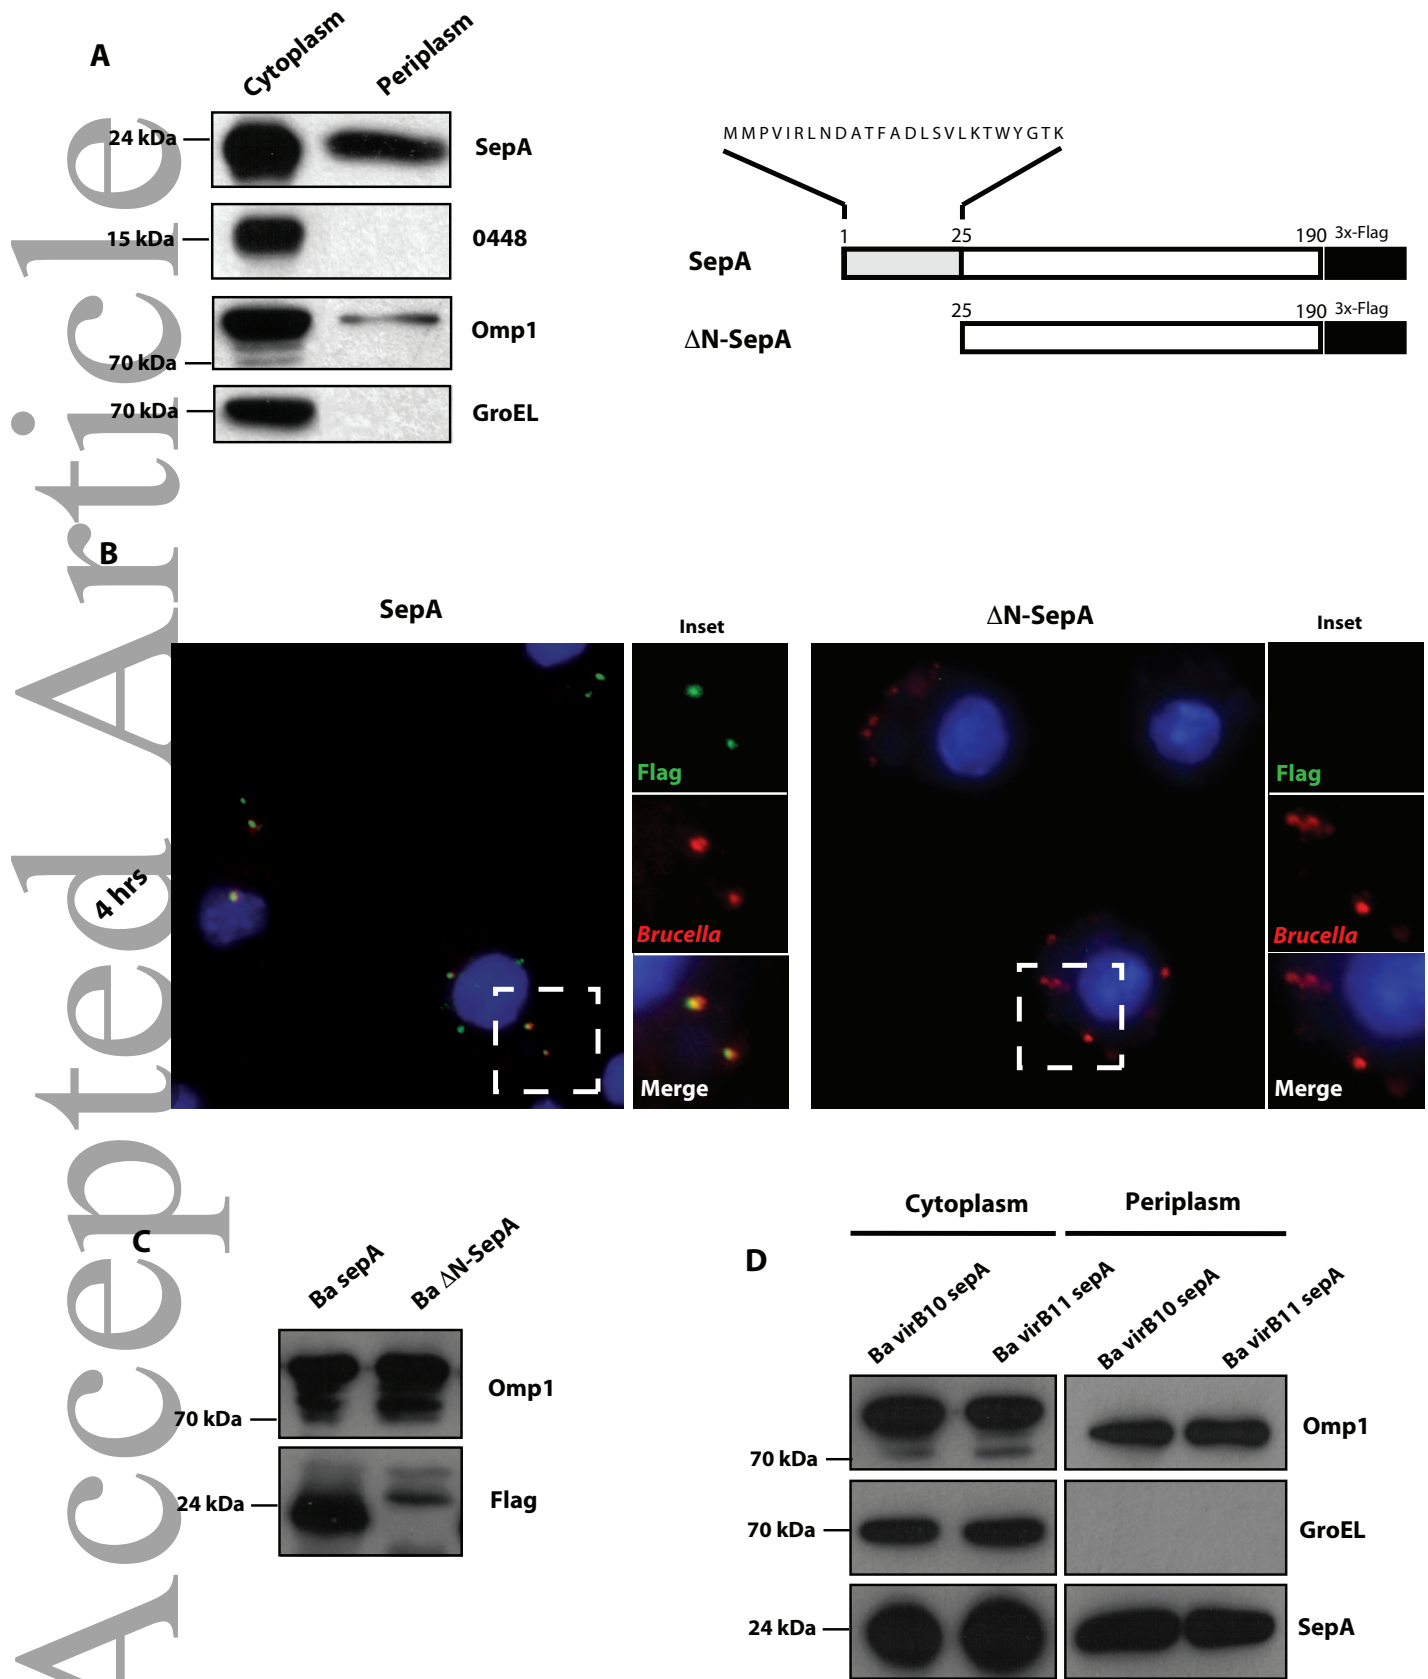 Accepted Article
A
Cytoplasm
Periplasm
24 kDa
SepA
15 kDa
0448
Omp1
70 kDa
70 kDa
GroEL
MMPVIRLNDATFADLSVLKTWYGTK
1
25
190
3x-Flag
SepA
25
190
3x-Flag
ΔN-SepA
B
SepA
Inset
ΔN-SepA
Inset
4 hrs
Flag
Brucella
Merge
Flag
Brucella
Merge
C
Ba sepA
Ba ΔN-SepA
Omp1
70 kDa
24 kDa
Flag
D
Cytoplasm
Periplasm
Ba virB10 sepA
Ba virB11 sepA
Ba virB10 sepA
Ba virB11 sepA
Omp1
70 kDa
70 kDa
GroEL
24 kDa
SepA